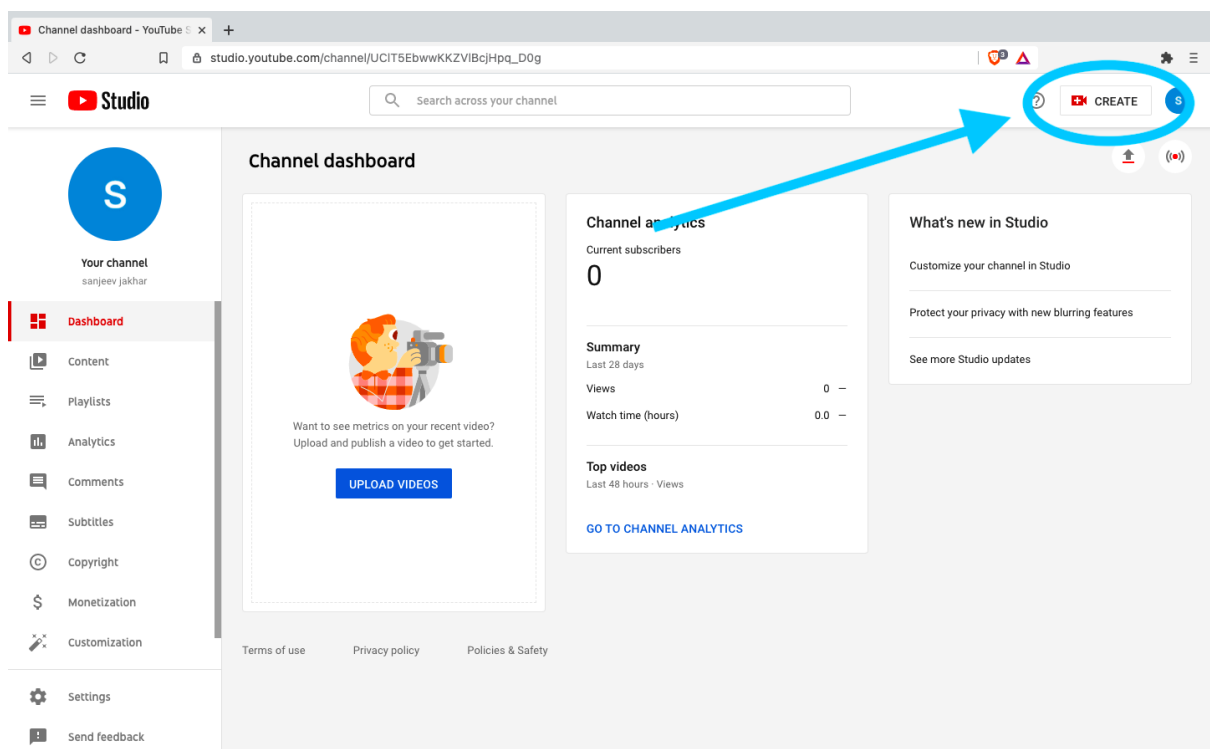 Channel dashboard - YouTube S
studio.youtube.com/channel/UClT5EbwwKKZVlBcjHpq_D0g
3
Studio
Search across your channel
CREATE
S
S
Your channel
sanjeev jakhar
Dashboard
Content
Playlists
Analytics
Comments
Subtitles
Copyright
Monetization
Customization
Settings
Send feedback
Channel dashboard
Want to see metrics on your recent video?
Upload and publish a video to get started.
UPLOAD VIDEOS
Channel analytics
Current subscribers
0
Summary
Last 28 days
Views 0 —
Watch time (hours) 0.0 —
Top videos
Last 48 hours · Views
GO TO CHANNEL ANALYTICS
What's new in Studio
Customize your channel in Studio
Protect your privacy with new blurring features
See more Studio updates
Terms of use Privacy policy Policies & Safety